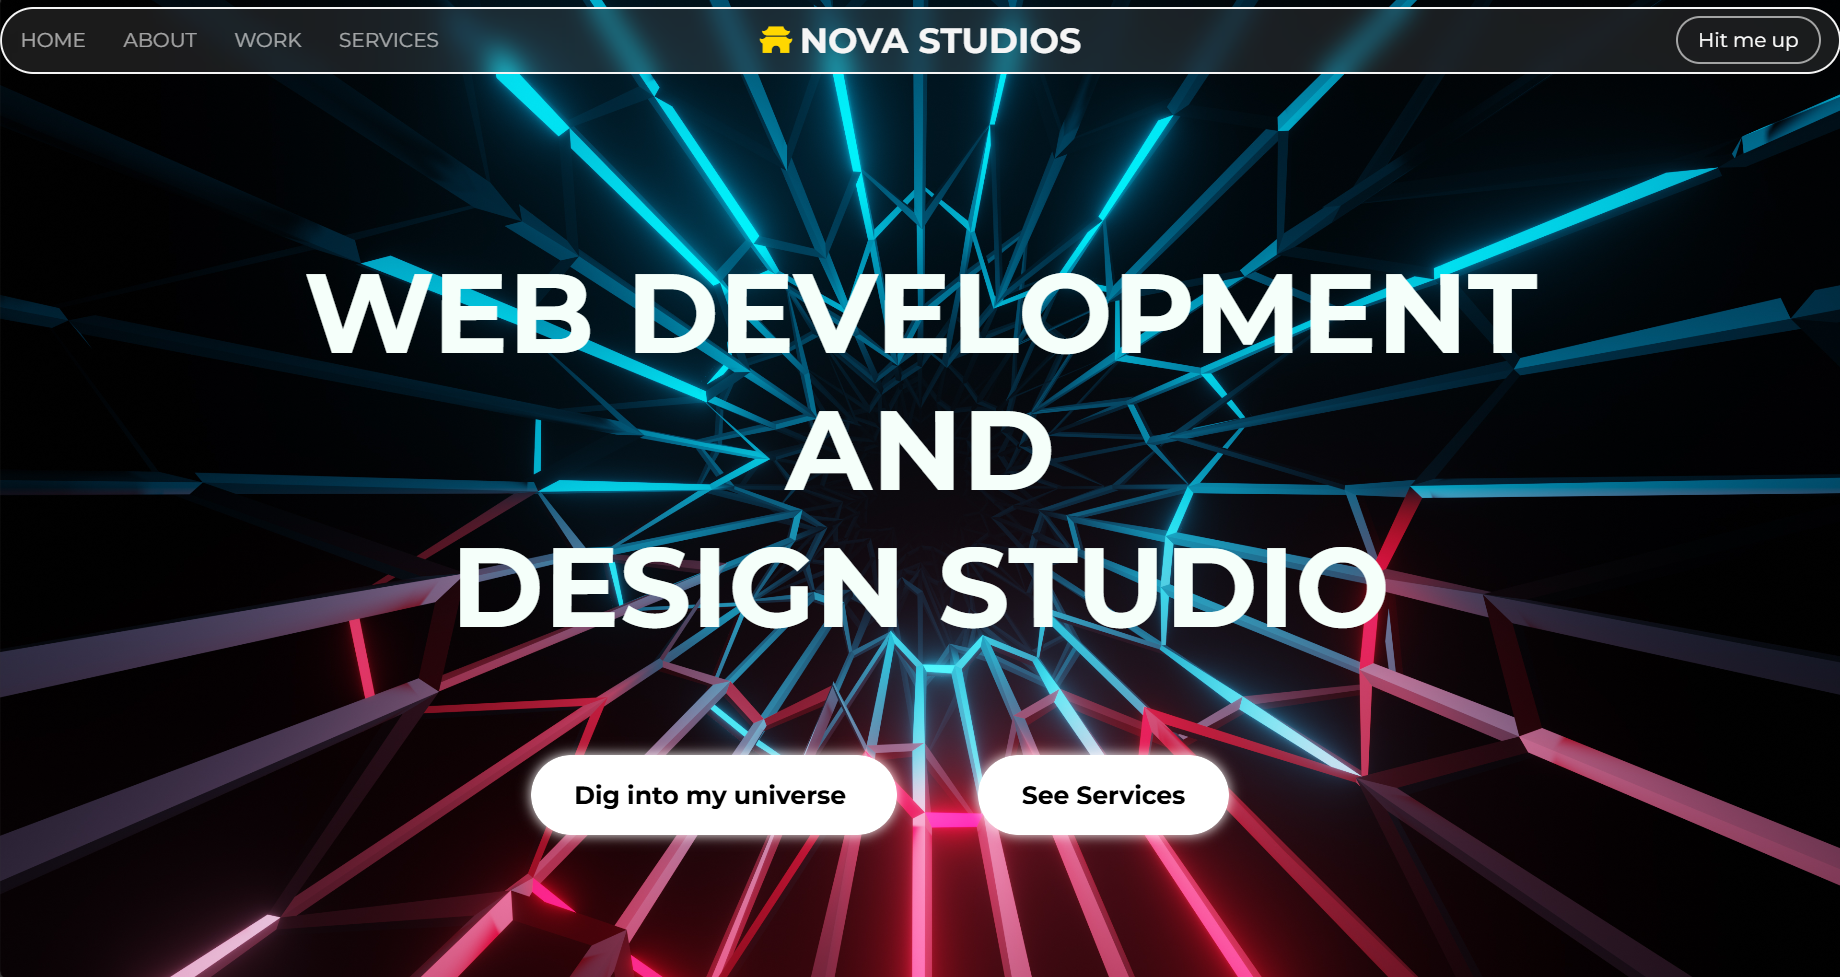 HOME ABOUT WORK SERVICES NOVA STUDIOS Hit me up
WEB DEVELOPMENT
AND
DESIGN STUDIO
Dig into my universe See Services